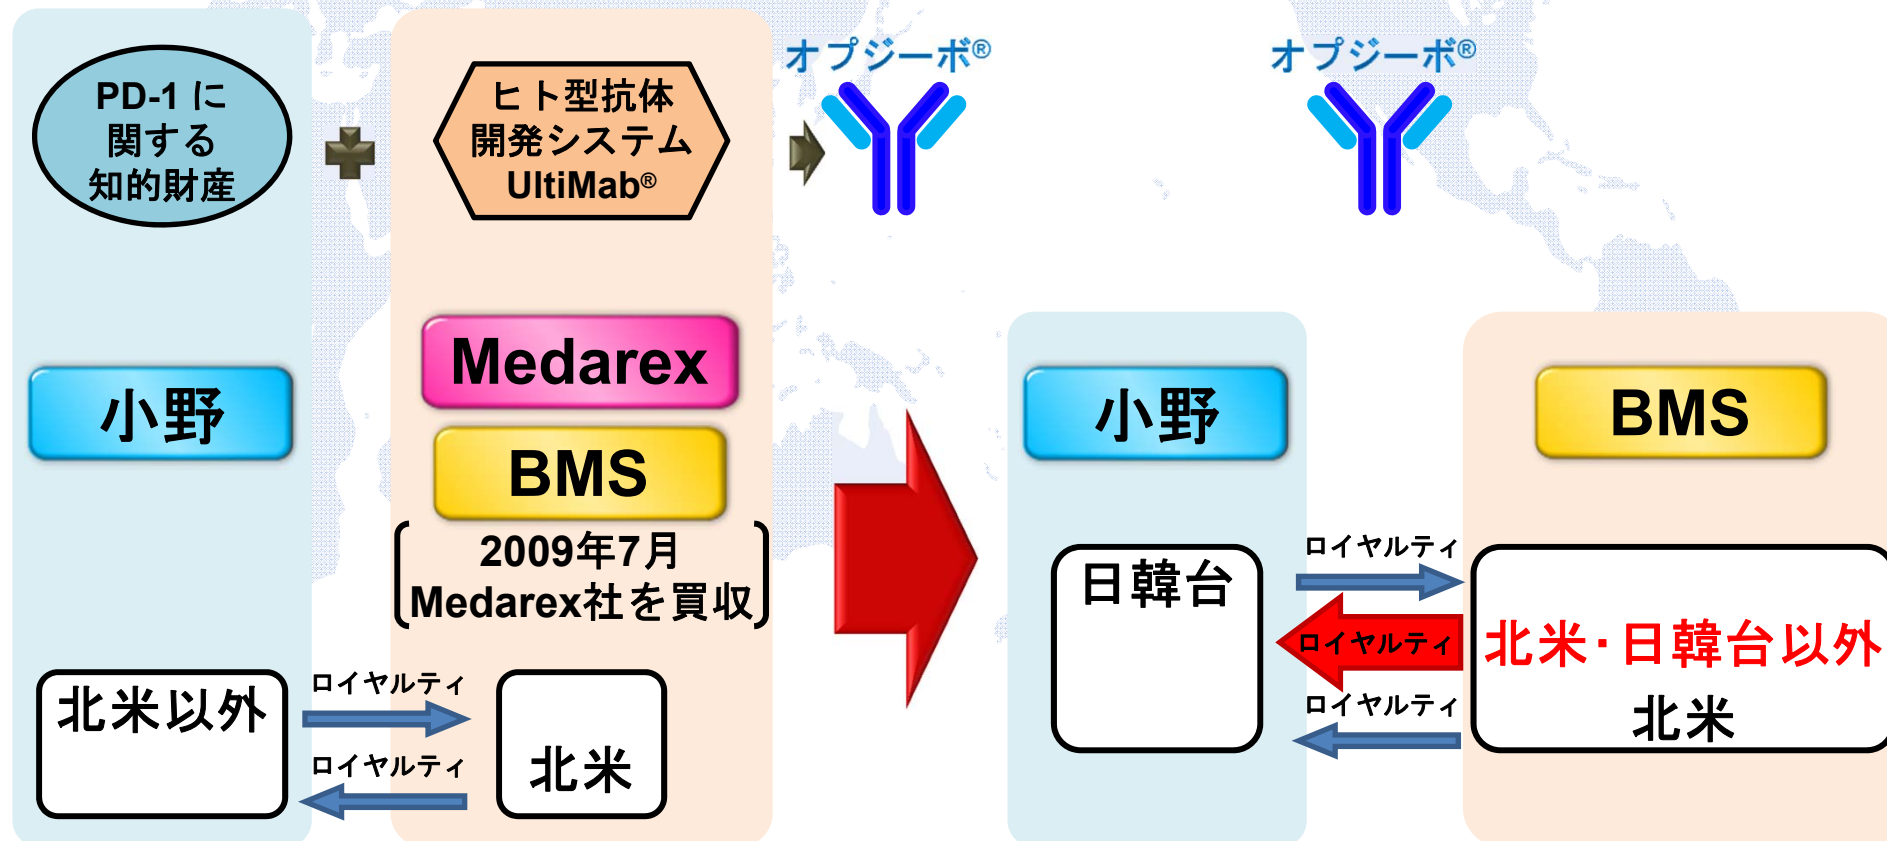 PD-1 に
関する
知的財産
ヒト型抗体
開発システム
UltiMab®
オプジーボ®
オプジーボ®
小野
Medarex
BMS
2009年7月
Medarex社を買収
北米以外
ロイヤルティ
ロイヤルティ
北米
小野
BMS
日韓台
ロイヤルティ
ロイヤルティ
ロイヤルティ
北米・日韓台以外
北米